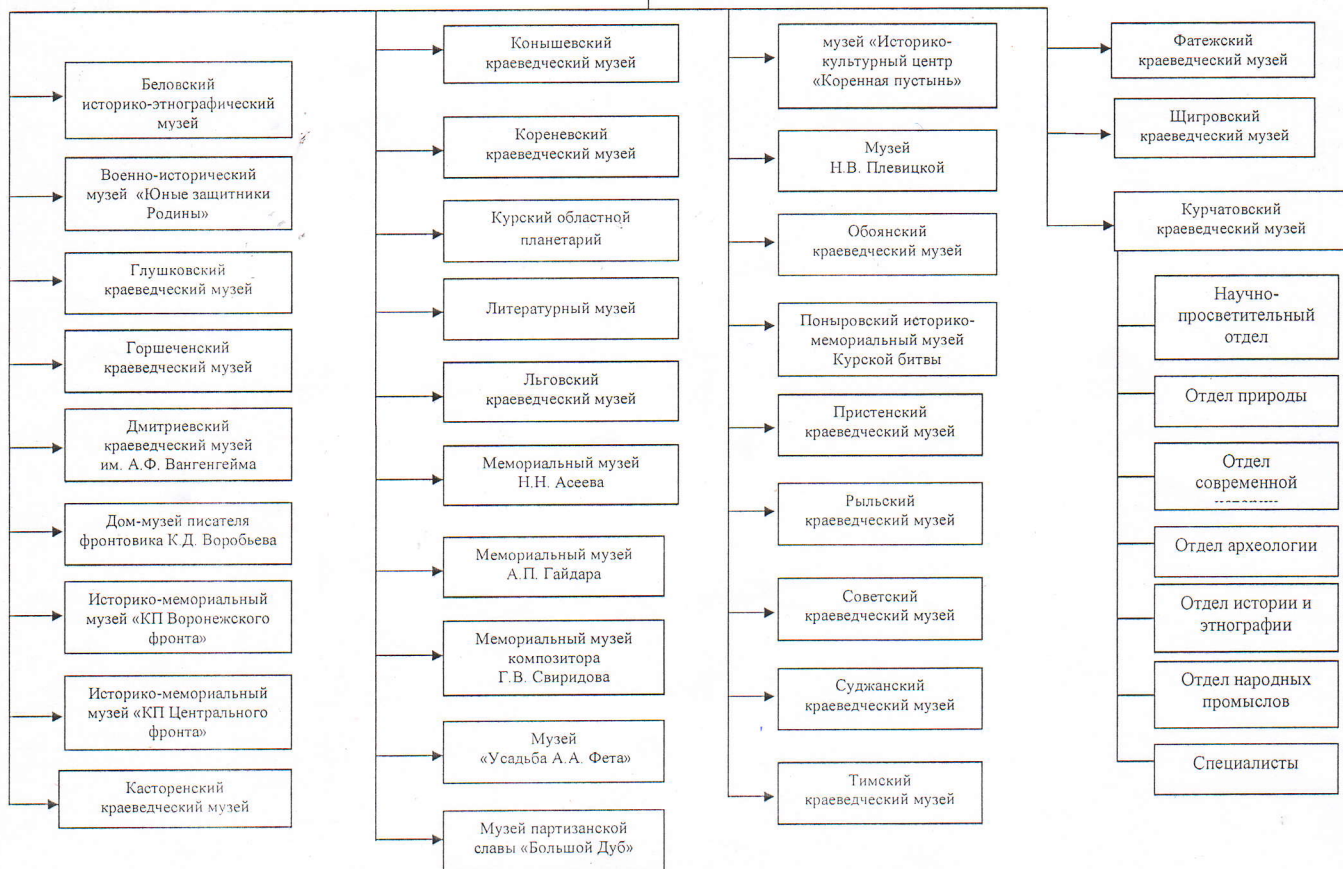 Беловский
историко-этнографический
музей
Военно-исторический
музей «Юные защитники
Родины»
Глушковский
краеведческий музей
Горшеченский
краеведческий музей
Дмитриевский
краеведческий музей
им. А.Ф. Вангенгейма
Дом-музей писателя
фронтовика К.Д. Воробьева
Историко-мемориальный
музей «КП Воронежского
фронта»
Историко-мемориальный
музей «КП Центрального
фронта»
Касторенский
краеведческий музей
Конышевский
краеведческий музей
Кореневский
краеведческий музей
Курский областной
планетарий
Литературный музей
Льговский
краеведческий музей
Мемориальный музей
Н.Н. Асеева
Мемориальный музей
А.П. Гайдара
Мемориальный музей
композитора
Г.В. Свиридова
Музей
«Усадьба А.А. Фета»
Музей партизанской
славы «Большой Дуб»
музей «Историко-
культурный центр
«Коренная пустынь»
Музей
Н.В. Плевицкой
Обоянский
краеведческий музей
Поныровский историко-
мемориальный музей
Курской битвы
Пристенский
краеведческий музей
Рыльский
краеведческий музей
Советский
краеведческий музей
Суджанский
краеведческий музей
Тимский
краеведческий музей
Фатежский
краеведческий музей
Щигровский
краеведческий музей
Курчатовский
краеведческий музей
Научно-
просветительный
отдел
Отдел природы
Отдел
современной
Отдел археологии
Отдел истории и
этнографии
Отдел народных
промыслов
Специалисты